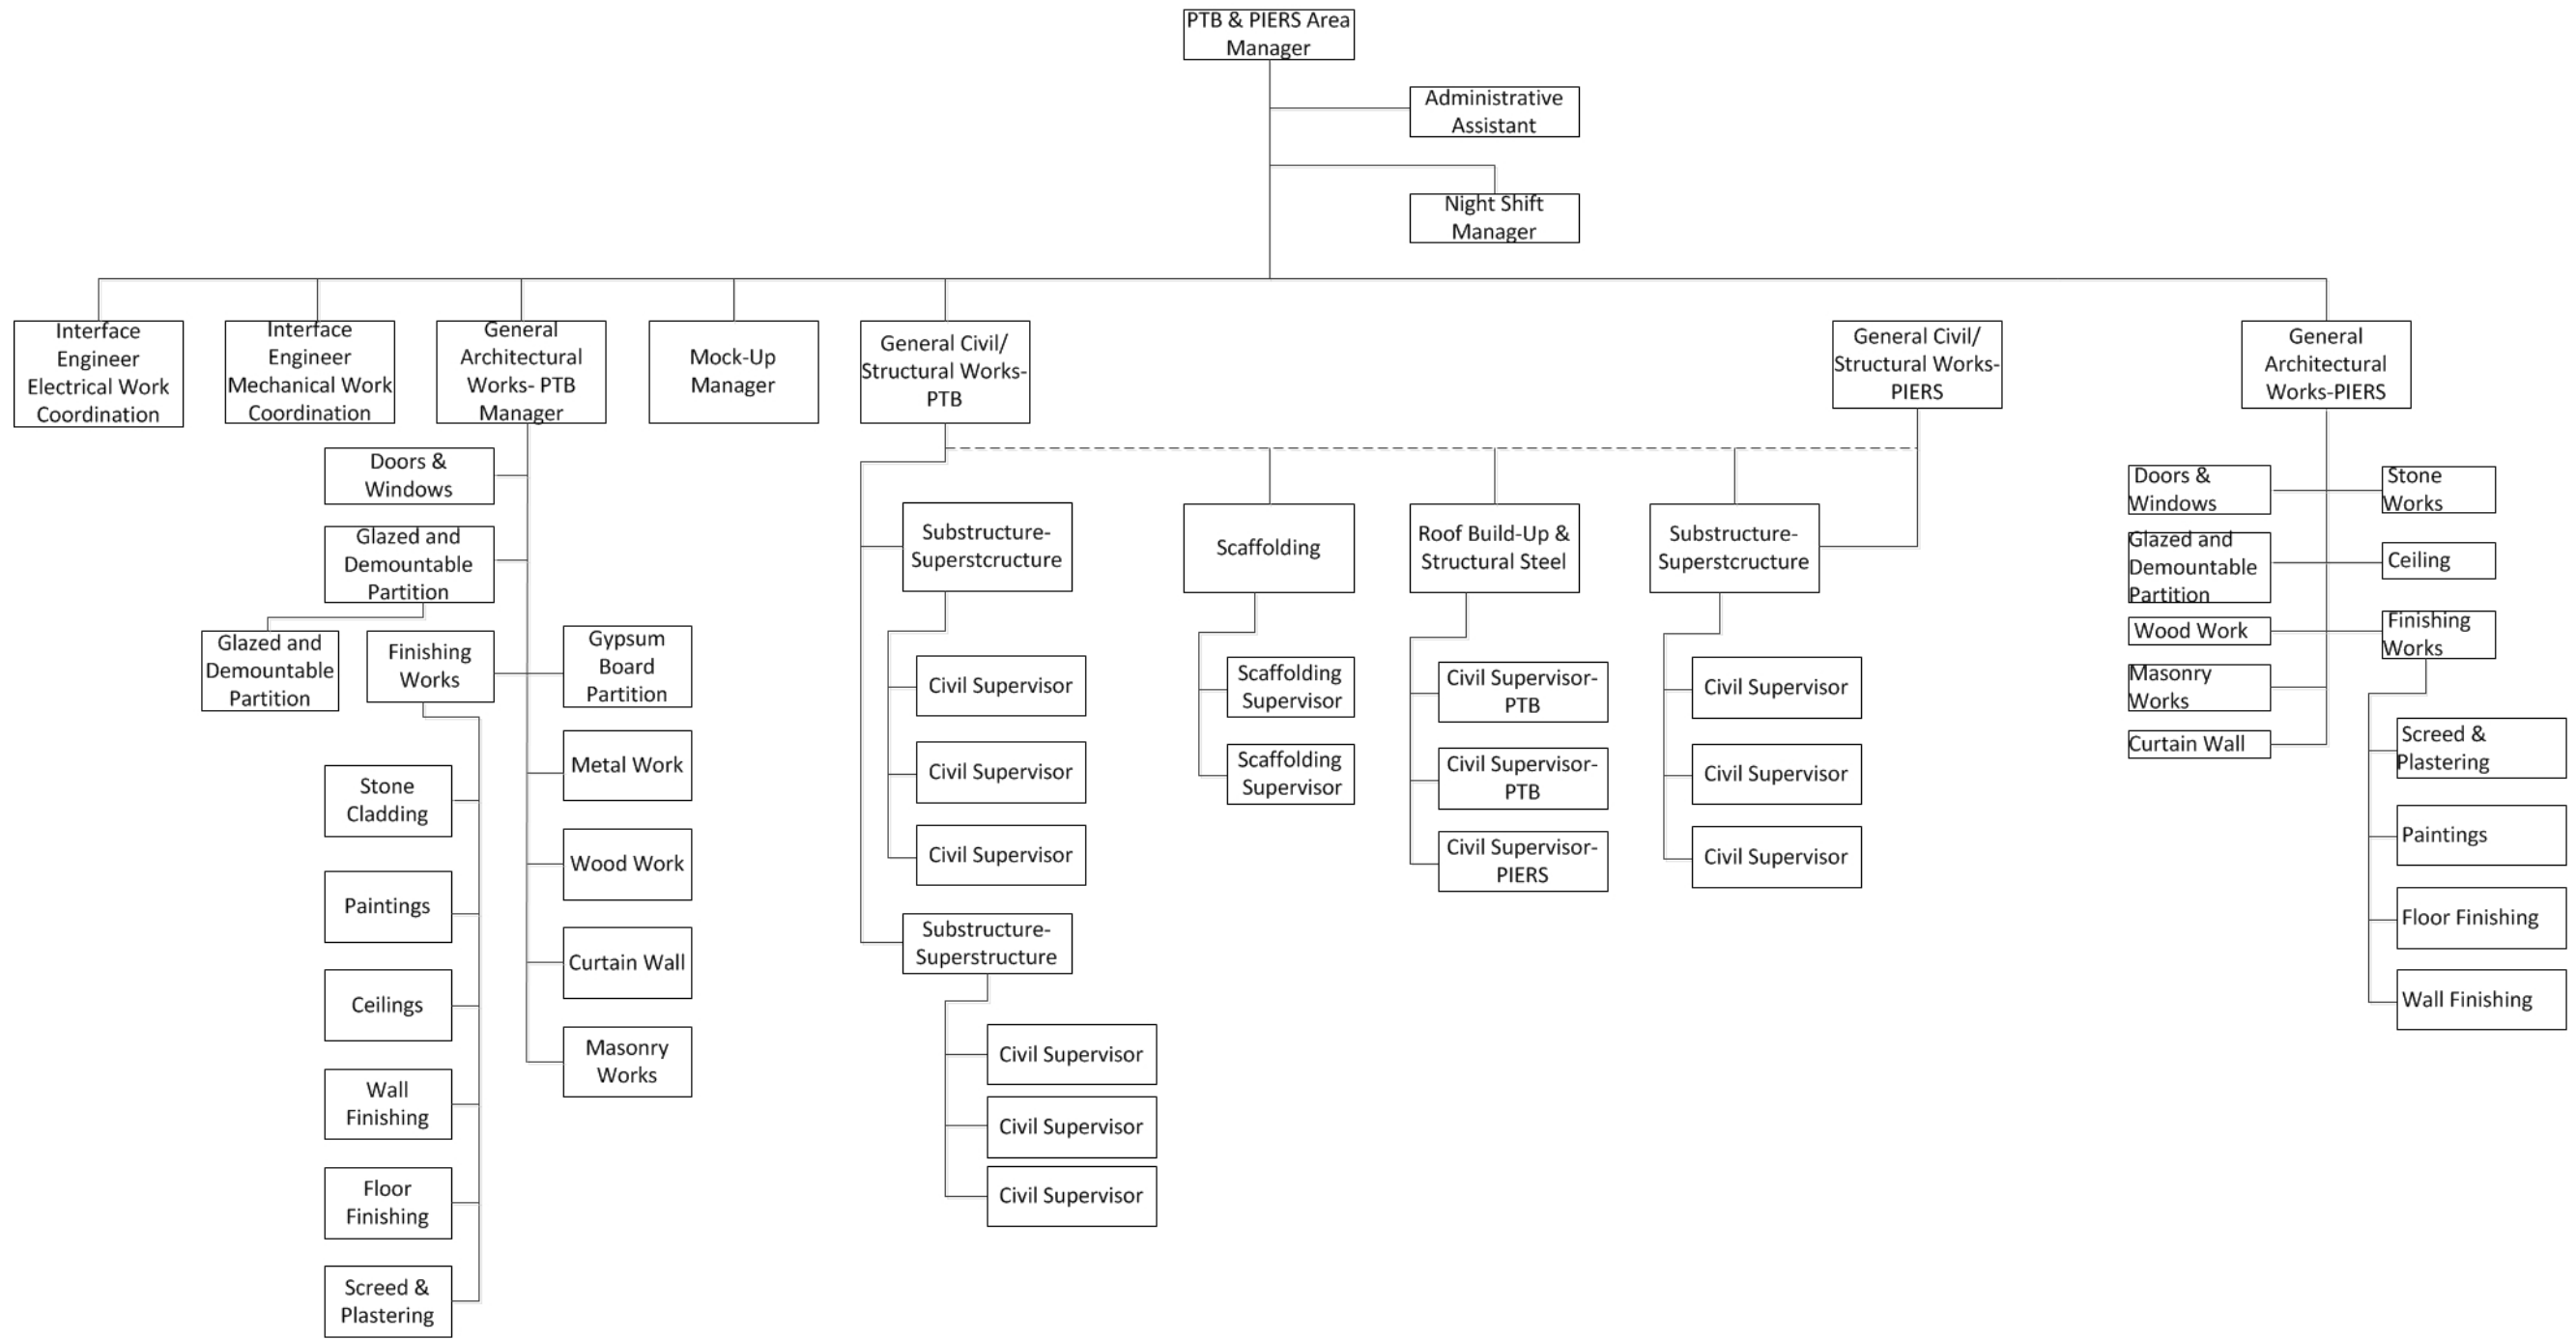 PTB & PIERS Area
Manager
Administrative
Assistant
Night Shift
Manager
Interface
Engineer
Electrical Work
Coordination
Interface
Engineer
Mechanical Work
Coordination
General
Architectural
Works- PTB
Manager
Mock-Up
Manager
General Civil/
Structural Works-
PTB
General Civil/
Structural Works-
PIERS
General
Architectural
Works-PIERS
Doors &
Windows
Glazed and
Demountable
Partition
Glazed and
Demountable
Partition
Finishing
Works
Gypsum
Board
Partition
Metal Work
Wood Work
Curtain Wall
Masonry
Works
Stone
Cladding
Paintings
Ceilings
Wall
Finishing
Floor
Finishing
Screed &
Plastering
Substructure-
Superstcructure
Civil Supervisor
Civil Supervisor
Civil Supervisor
Substructure-
Superstructure
Civil Supervisor
Civil Supervisor
Civil Supervisor
Scaffolding
Scaffolding
Supervisor
Scaffolding
Supervisor
Roof Build-Up &
Structural Steel
Civil Supervisor-
PTB
Civil Supervisor-
PTB
Civil Supervisor-
PIERS
Substructure-
Superstcructure
Civil Supervisor
Civil Supervisor
Civil Supervisor
Doors &
Windows
Glazed and
Demountable
Partition
Wood Work
Masonry
Works
Curtain Wall
Stone
Works
Ceiling
Finishing
Works
Screed &
Plastering
Paintings
Floor Finishing
Wall Finishing